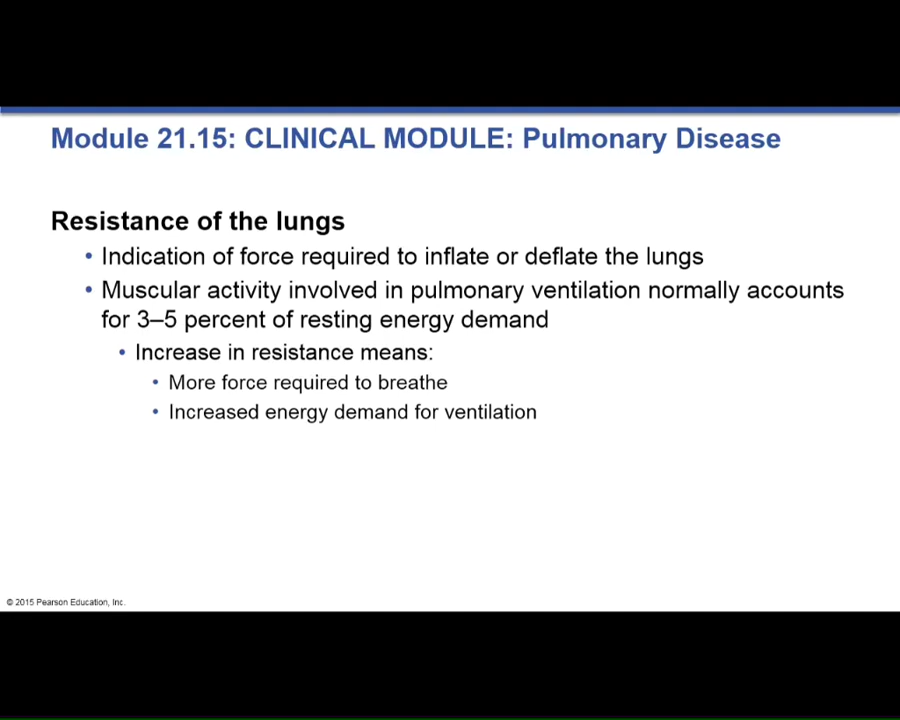 Module 21.15: CLINICAL MODULE: Pulmonary Disease
Resistance of the lungs
• Indication of force required to inflate or deflate the lungs
• Muscular activity involved in pulmonary ventilation normally accounts
for 3–5 percent of resting energy demand
• Increase in resistance means:
• More force required to breathe
• Increased energy demand for ventilation
© 2015 Pearson Education, Inc.